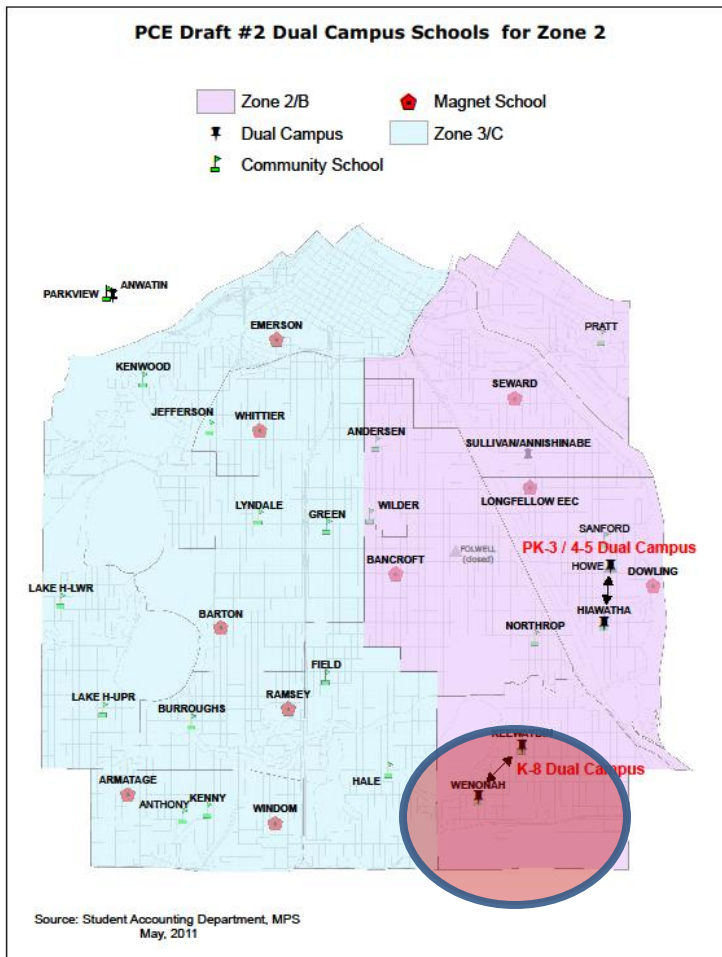 PCE Draft #2 Dual Campus Schools for Zone 2
Zone 2/B
Magnet School
Dual Campus
Zone 3/C
Community School
PARKVIEW
ANWATIN
EMERSON
PRATT
KENWOOD
SEWARD
JEFFERSON
WHITTIER
ANDERSEN
SULLIVAN/ANNISHINABE
LONGFELLOW EEC
LYNDALE
GREEN
WILDER
SANFORD
PK-3 / 4-5 Dual Campus
FOLWELL
(closed)
BANCROFT
HOWE
DOWLING
LAKE H-LWR
HIAWATHA
BARTON
NORTHROP
FIELD
LAKE H-UPR
BURROUGHS
RAMSEY
KEEWAYDIN
K-8 Dual Campus
ARMATAGE
HALE
WENONAH
ANTHONY
KENNY
WINDOM
Source: Student Accounting Department, MPS
May, 2011